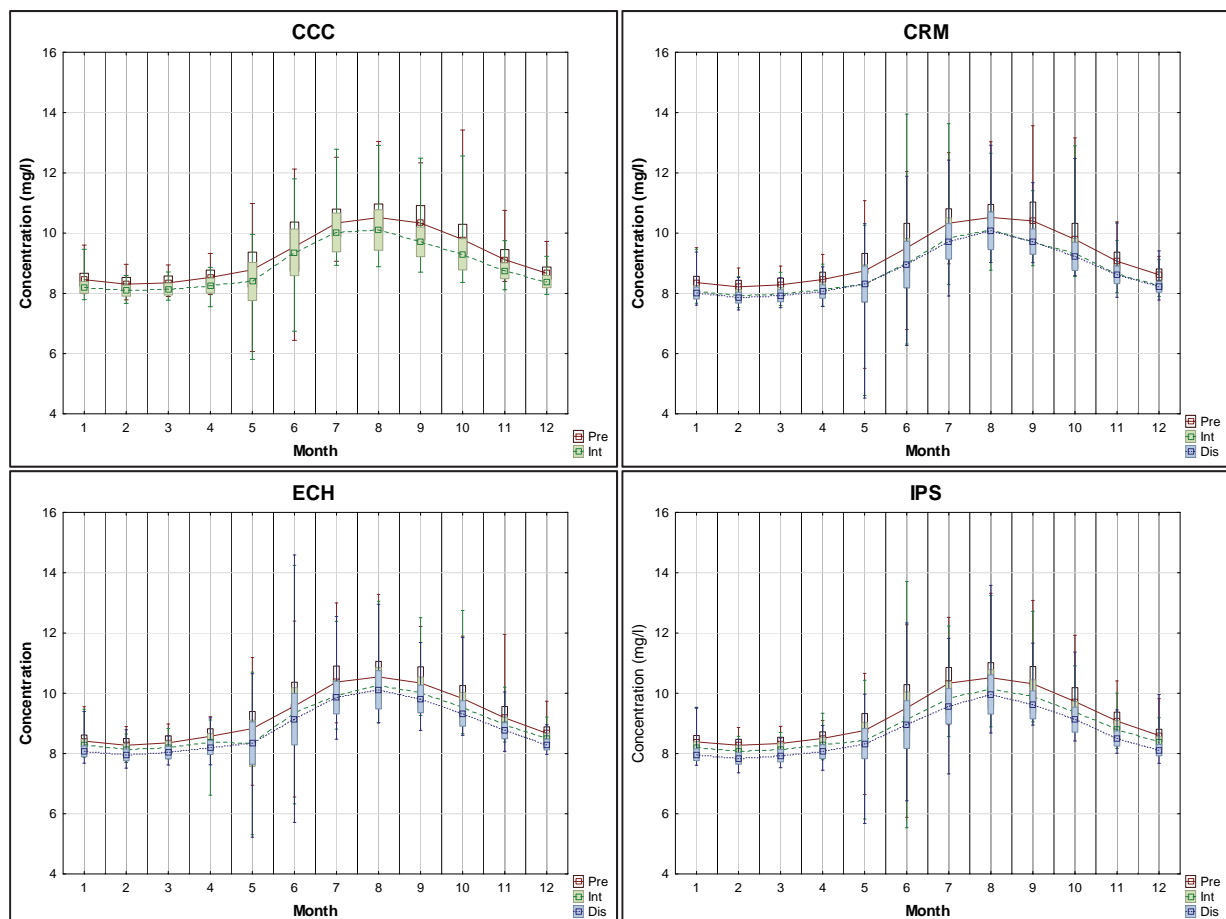 CCC
16
14
12
10
8
6
4
Concentration (mg/l)
1 2 3 4 5 6 7 8 9 10 11 12
Month
Pre
Int
CRM
16
14
12
10
8
6
4
Concentration (mg/l)
1 2 3 4 5 6 7 8 9 10 11 12
Month
Pre
Int
Dis
ECH
16
14
12
10
8
6
4
Concentration
1 2 3 4 5 6 7 8 9 10 11 12
Month
Pre
Int
Dis
IPS
16
14
12
10
8
6
4
Concentration (mg/l)
1 2 3 4 5 6 7 8 9 10 11 12
Month
Pre
Int
Dis